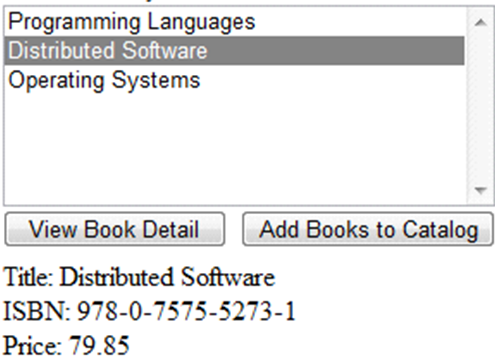 Programming Languages
Distributed Software
Operating Systems
View Book Detail Add Books to Catalog
Title: Distributed Software
ISBN: 978-0-7575-5273-1
Price: 79.85